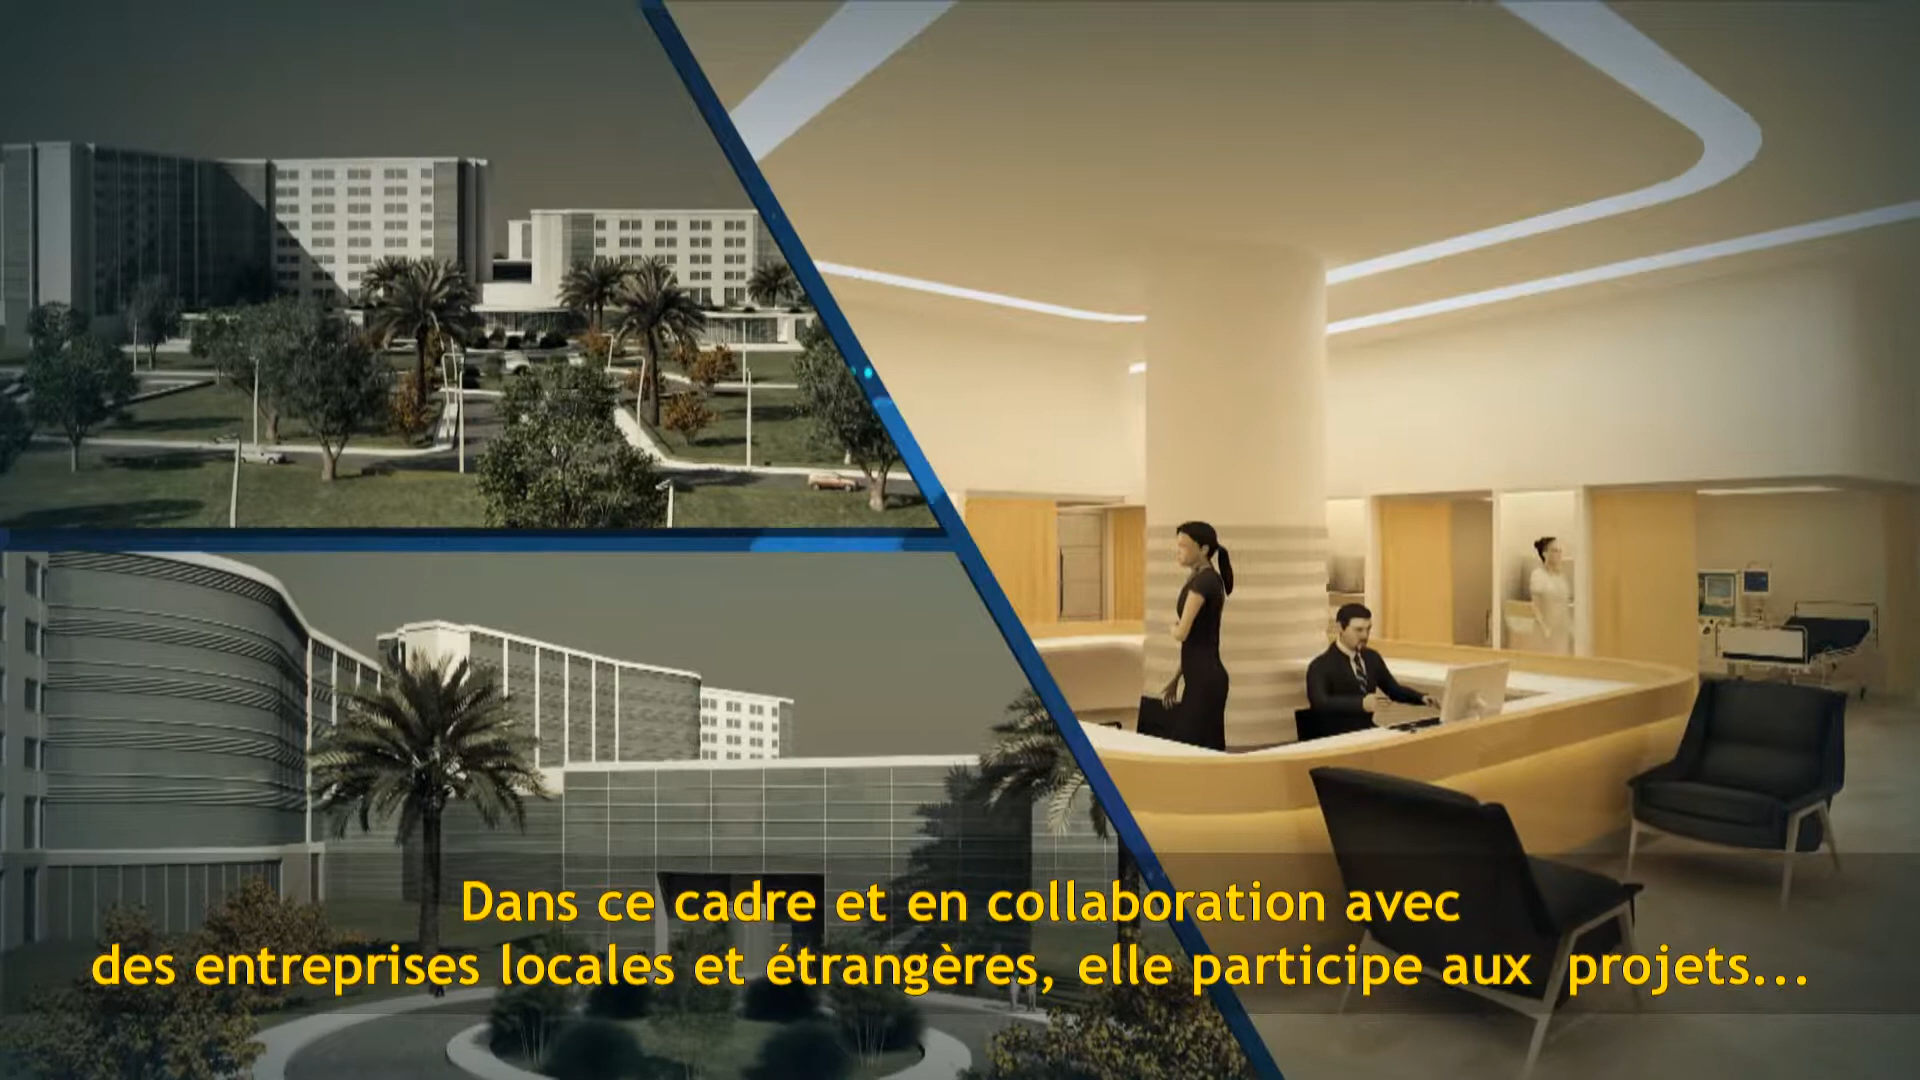 Dans ce cadre et en collaboration avec
des entreprises locales et étrangères, elle participe aux  projets...